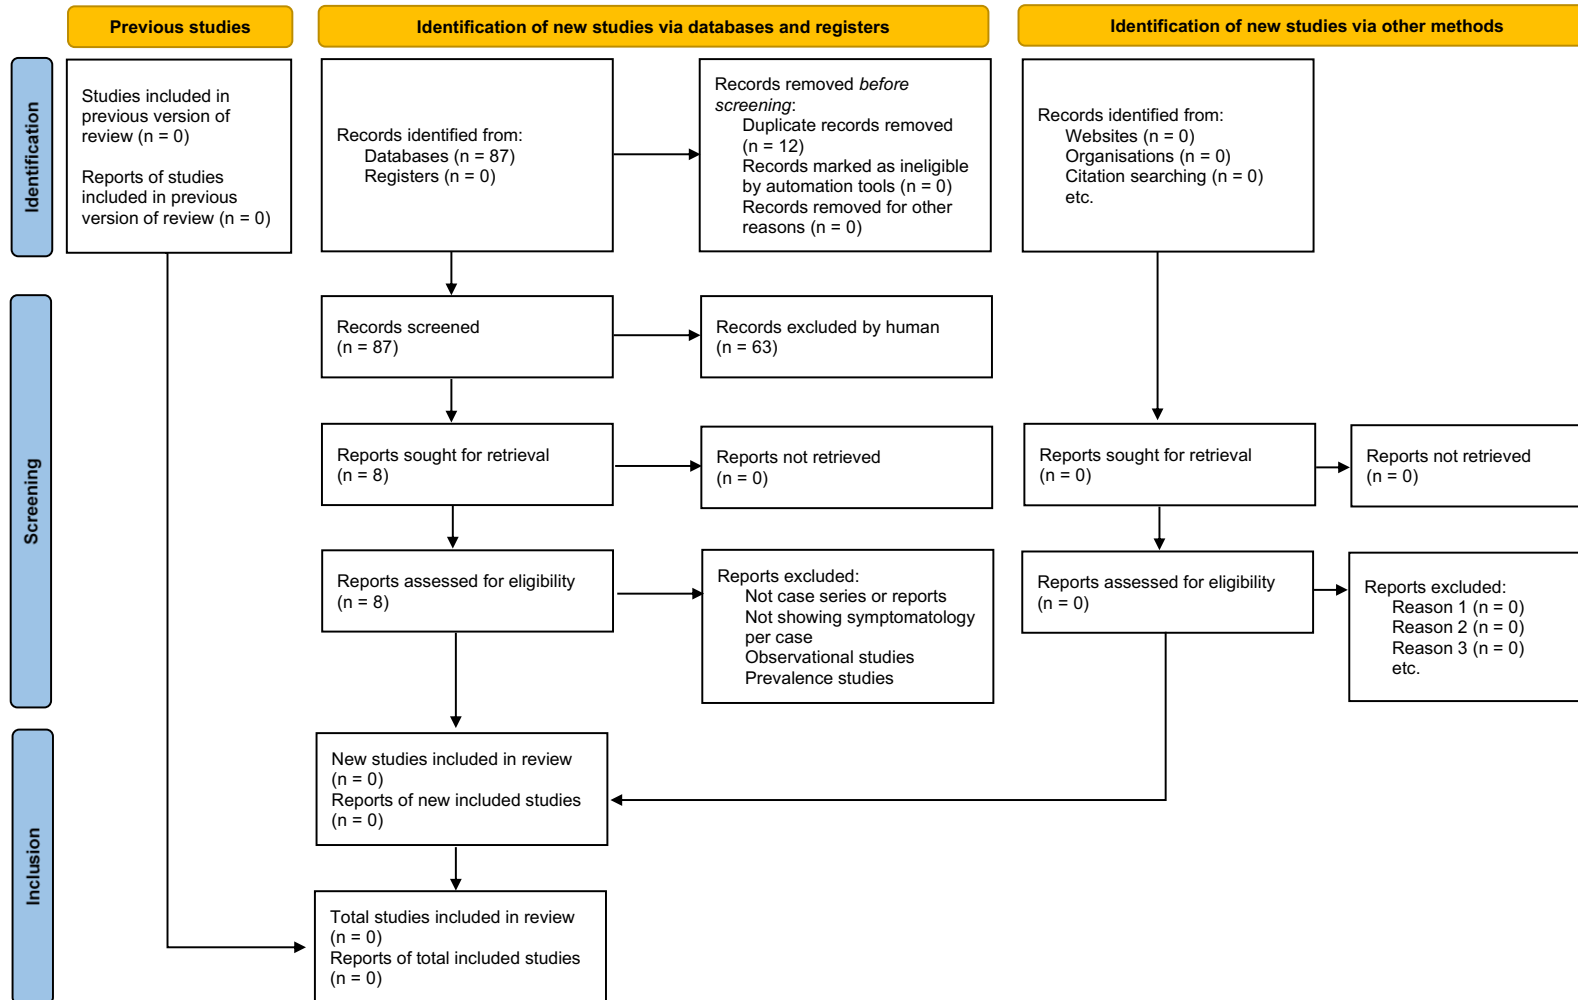 Previous studies
Identification of new studies via databases and registers
Identification of new studies via other methods
Identification
Studies included in
previous version of
review (n = 0)
Reports of studies
included in previous
version of review (n = 0)
Records identified from:
Databases (n = 87)
Registers (n = 0)
Records removed before
screening:
Duplicate records removed
(n = 12)
Records marked as ineligible
by automation tools (n = 0)
Records removed for other
reasons (n = 0)
Records identified from:
Websites (n = 0)
Organisations (n = 0)
Citation searching (n = 0)
etc.
Screening
Records screened
(n = 87)
Records excluded by human
(n = 63)
Reports sought for retrieval
(n = 8)
Reports not retrieved
(n = 0)
Reports sought for retrieval
(n = 0)
Reports not retrieved
(n = 0)
Reports assessed for eligibility
(n = 8)
Reports excluded:
Not case series or reports
Not showing symptomatology
per case
Observational studies
Prevalence studies
Reports assessed for eligibility
(n = 0)
Reports excluded:
Reason 1 (n = 0)
Reason 2 (n = 0)
Reason 3 (n = 0)
etc.
Inclusion
New studies included in review
(n = 0)
Reports of new included studies
(n = 0)
Total studies included in review
(n = 0)
Reports of total included studies
(n = 0)